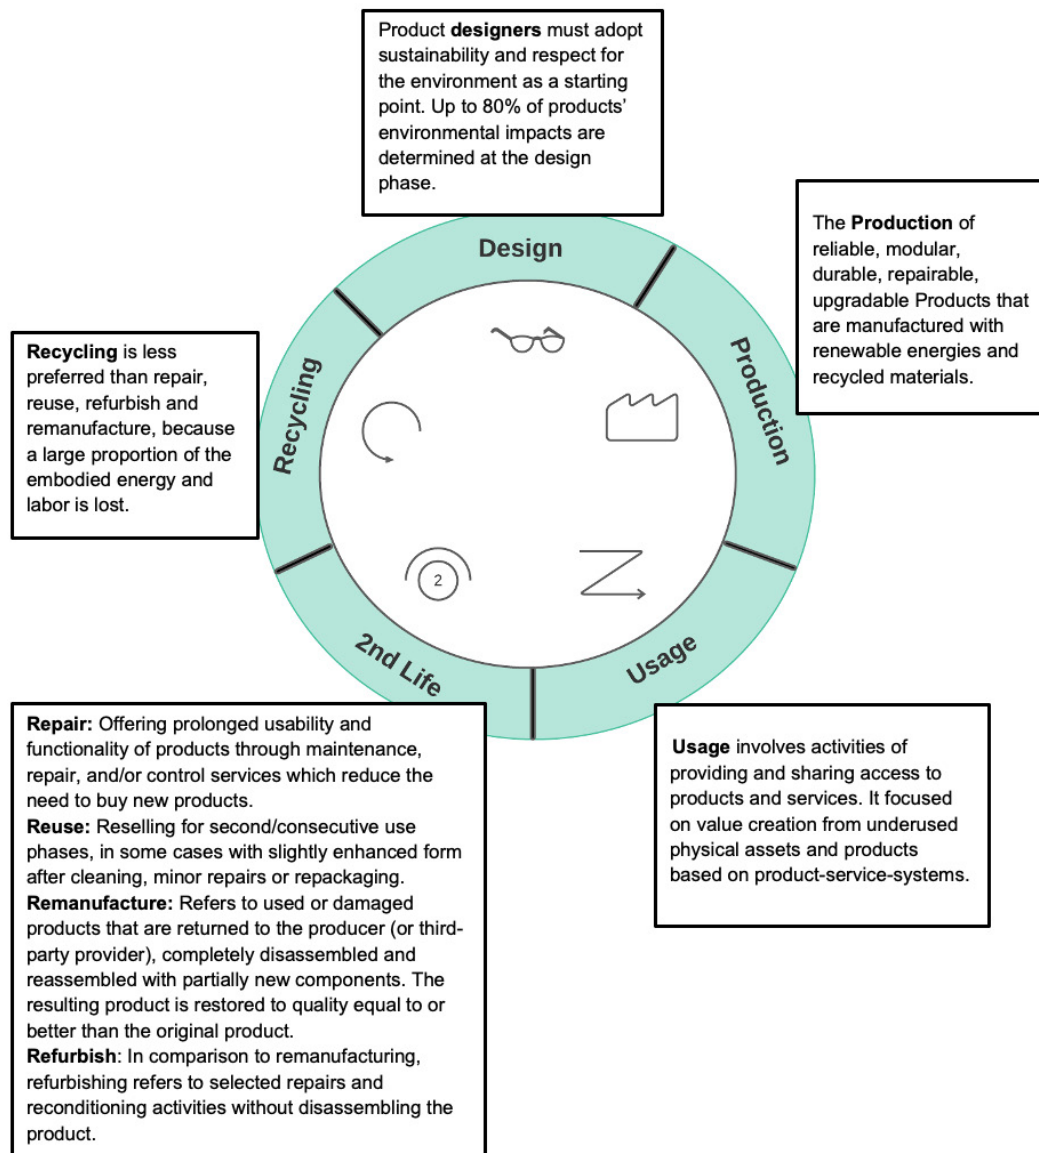 Product designers must adopt
sustainability and respect for
the environment as a starting
point. Up to 80% of products’
environmental impacts are
determined at the design
phase.
The Production of
reliable, modular,
durable, repairable,
upgradable Products that
are manufactured with
renewable energies and
recycled materials.
Design
Production
Recycling
Recycling is less
preferred than repair,
reuse, refurbish and
remanufacture, because
a large proportion of the
embodied energy and
labor is lost.
2
2nd Life
Usage
Repair: Offering prolonged usability and
functionality of products through maintenance,
repair, and/or control services which reduce the
need to buy new products.
Reuse: Reselling for second/consecutive use
phases, in some cases with slightly enhanced form
after cleaning, minor repairs or repackaging.
Remanufacture: Refers to used or damaged
products that are returned to the producer (or third-
party provider), completely disassembled and
reassembled with partially new components. The
resulting product is restored to quality equal to or
better than the original product.
Refurbish: In comparison to remanufacturing,
refurbishing refers to selected repairs and
reconditioning activities without disassembling the
product.
Usage involves activities of
providing and sharing access to
products and services. It focused
on value creation from underused
physical assets and products
based on product-service-systems.